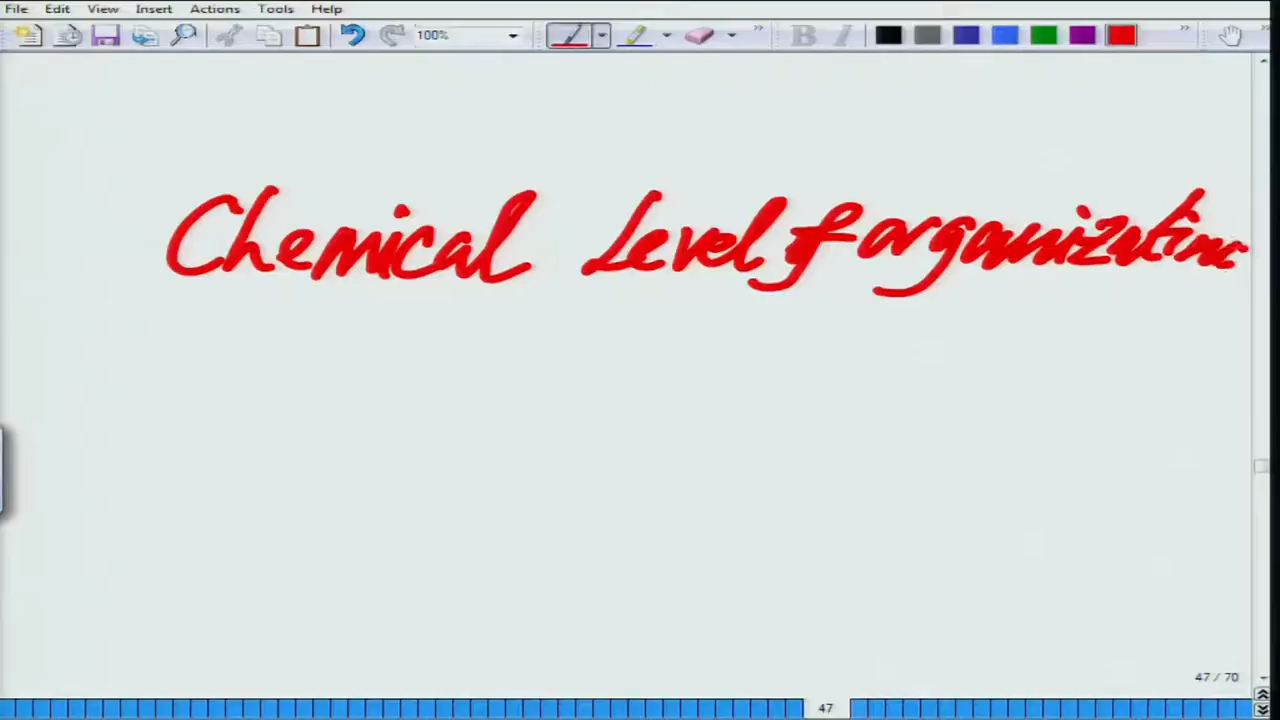 File Edit View Insert Actions Tools Help
100% B I
Chemical Level of organization
47 / 70
47